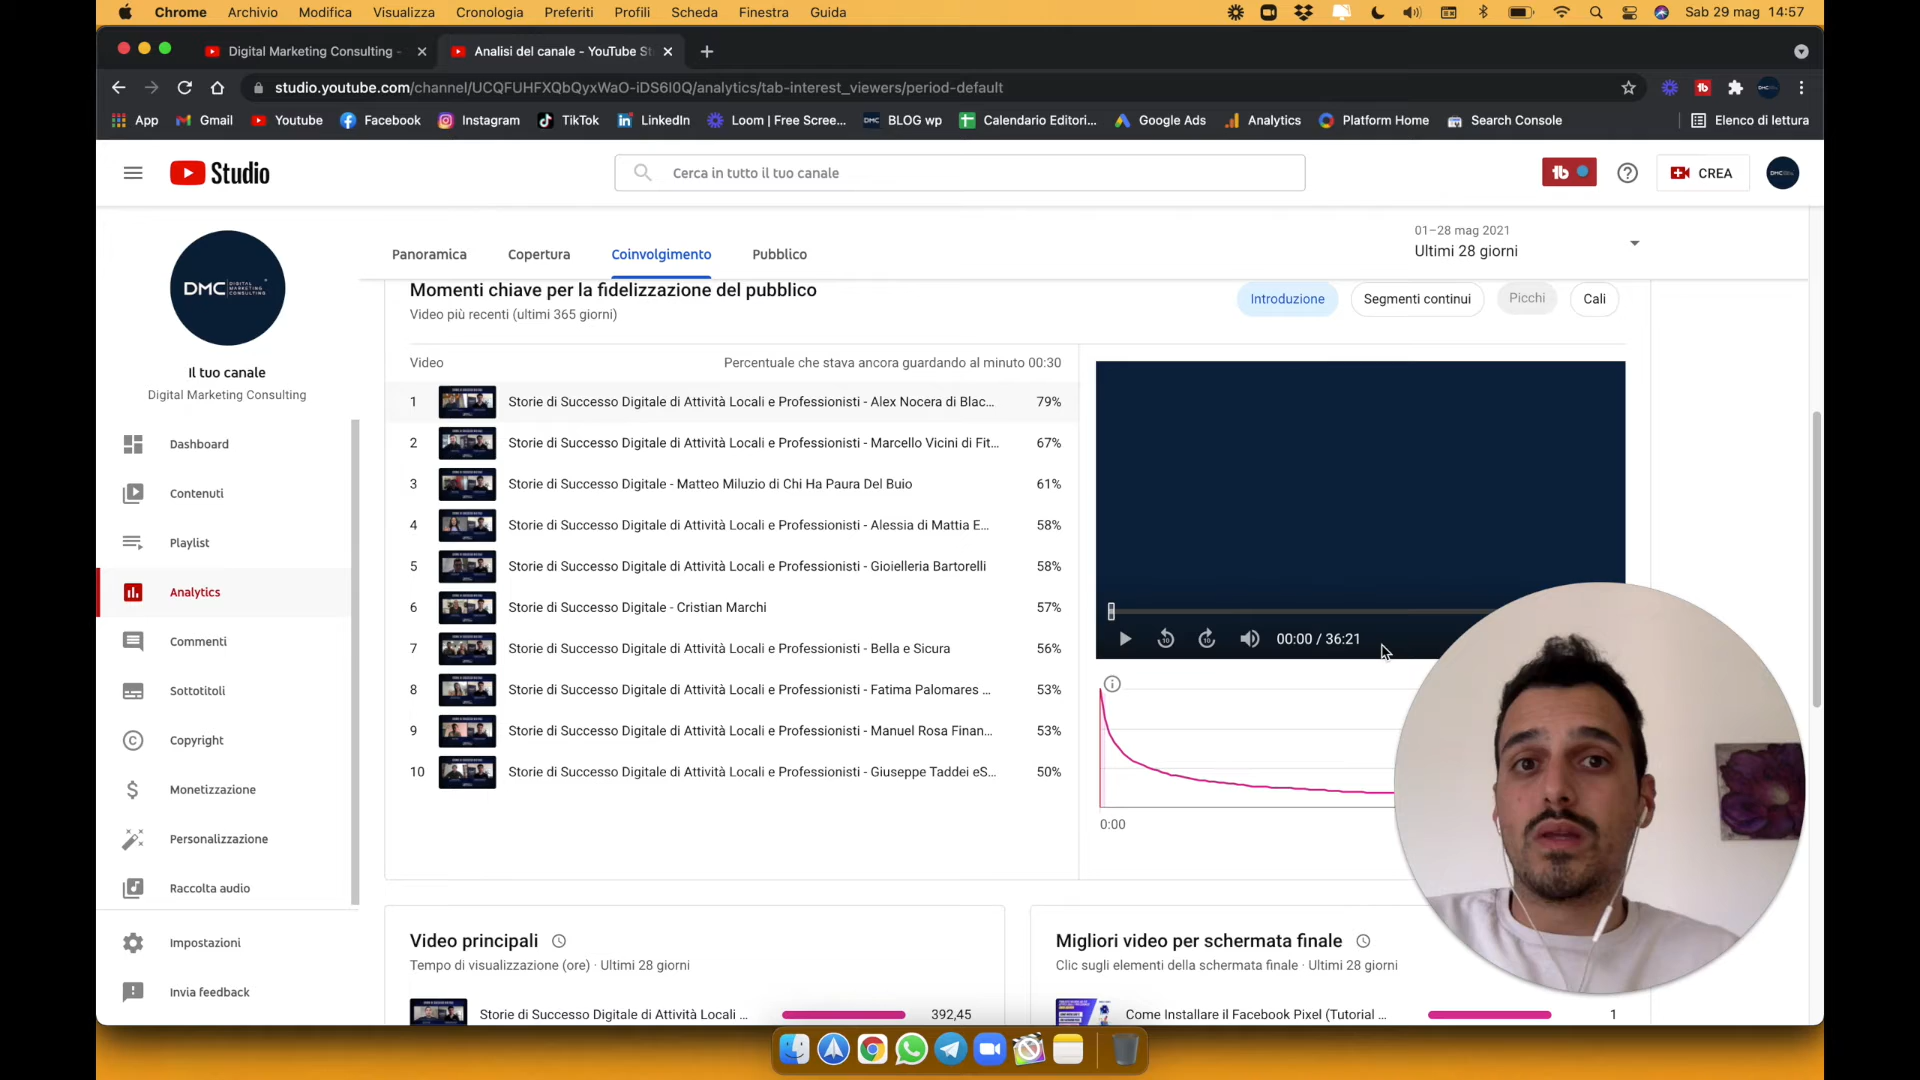 Chrome Archivio Modifica Visualizza Cronologia Preferiti Profili Scheda Finestra Guida Sab 29 mag 14:57
Digital Marketing Consulting - Analisi del canale - YouTube St
studio.youtube.com/channel/UCQFUHFXQbQyxWaO-iDS6I0Q/analytics/tab-interest_viewers/period-default
App Gmail Youtube Facebook Instagram TikTok LinkedIn Loom | Free Scree... BLOG wp Calendario Editori... Google Ads Analytics Platform Home Search Console Elenco di lettura
Studio Cerca in tutto il tuo canale CREA
DMC DIGITAL MARKETING CONSULTING
Il tuo canale
Digital Marketing Consulting
Dashboard
Contenuti
Playlist
Analytics
Commenti
Sottotitoli
Copyright
Monetizzazione
Personalizzazione
Raccolta audio
Impostazioni
Invia feedback
Panoramica Copertura Coinvolgimento Pubblico
01–28 mag 2021
Ultimi 28 giorni
Momenti chiave per la fidelizzazione del pubblico
Video più recenti (ultimi 365 giorni)
Introduzione Segmenti continui Picchi Cali
Video Percentuale che stava ancora guardando al minuto 00:30
1 Storie di Successo Digitale di Attività Locali e Professionisti - Alex Nocera di Blac... 79%
2 Storie di Successo Digitale di Attività Locali e Professionisti - Marcello Vicini di Fit... 67%
3 Storie di Successo Digitale - Matteo Miluzio di Chi Ha Paura Del Buio 61%
4 Storie di Successo Digitale di Attività Locali e Professionisti - Alessia di Mattia E... 58%
5 Storie di Successo Digitale di Attività Locali e Professionisti - Gioielleria Bartorelli 58%
6 Storie di Successo Digitale - Cristian Marchi 57%
7 Storie di Successo Digitale di Attività Locali e Professionisti - Bella e Sicura 56%
8 Storie di Successo Digitale di Attività Locali e Professionisti - Fatima Palomares ... 53%
9 Storie di Successo Digitale di Attività Locali e Professionisti - Manuel Rosa Finan... 53%
10 Storie di Successo Digitale di Attività Locali e Professionisti - Giuseppe Taddei eS... 50%
00:00 / 36:21
0:00
Video principali
Tempo di visualizzazione (ore) · Ultimi 28 giorni
Storie di Successo Digitale di Attività Locali ... 392,45
Migliori video per schermata finale
Clic sugli elementi della schermata finale · Ultimi 28 giorni
Come Installare il Facebook Pixel (Tutorial ... 1